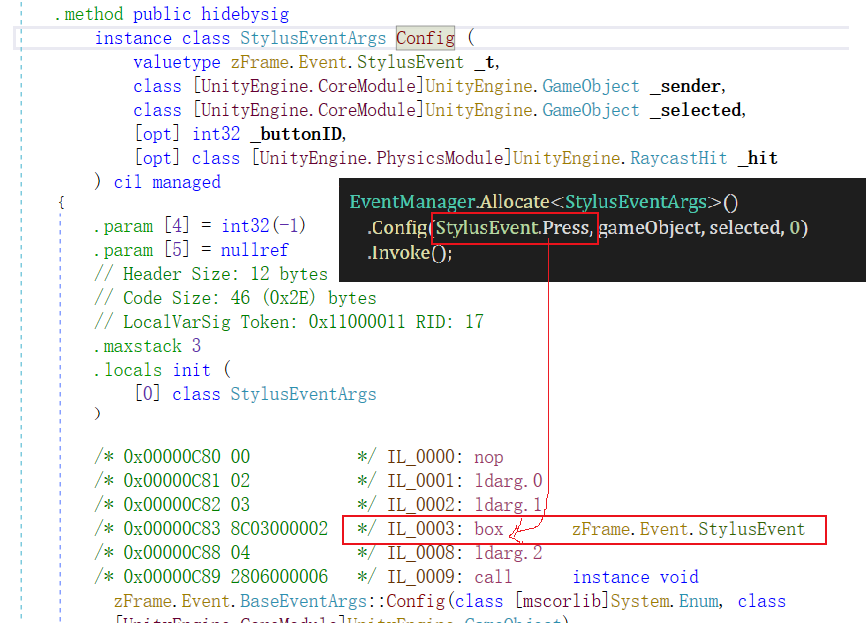 .method public hidebysig
instance class StylusEventArgs Config (
valuetype zFrame.Event.StylusEvent _t,
class [UnityEngine.CoreModule]UnityEngine.GameObject _sender,
class [UnityEngine.CoreModule]UnityEngine.GameObject _selected,
[opt] int32 _buttonID,
[opt] class [UnityEngine.PhysicsModule]UnityEngine.RaycastHit _hit
) cil managed
{
.param [4] = int32(-1)
.param [5] = nullref
// Header Size: 12 bytes
// Code Size: 46 (0x2E) bytes
// LocalVarSig Token: 0x11000011 RID: 17
.maxstack 3
.locals init (
[0] class StylusEventArgs
)
EventManager.Allocate<StylusEventArgs>()
.Config(StylusEvent.Press, gameObject, selected, 0)
.Invoke();
/* 0x00000C80 00 */ IL_0000: nop
/* 0x00000C81 02 */ IL_0001: ldarg.0
/* 0x00000C82 03 */ IL_0002: ldarg.1
/* 0x00000C83 8C03000002 */ IL_0003: box zFrame.Event.StylusEvent
/* 0x00000C88 04 */ IL_0008: ldarg.2
/* 0x00000C89 2806000006 */ IL_0009: call instance void
zFrame.Event.BaseEventArgs::Config(class [mscorlib]System.Enum, class
[UnityEngine.CoreModule]UnityEngine.GameObject)